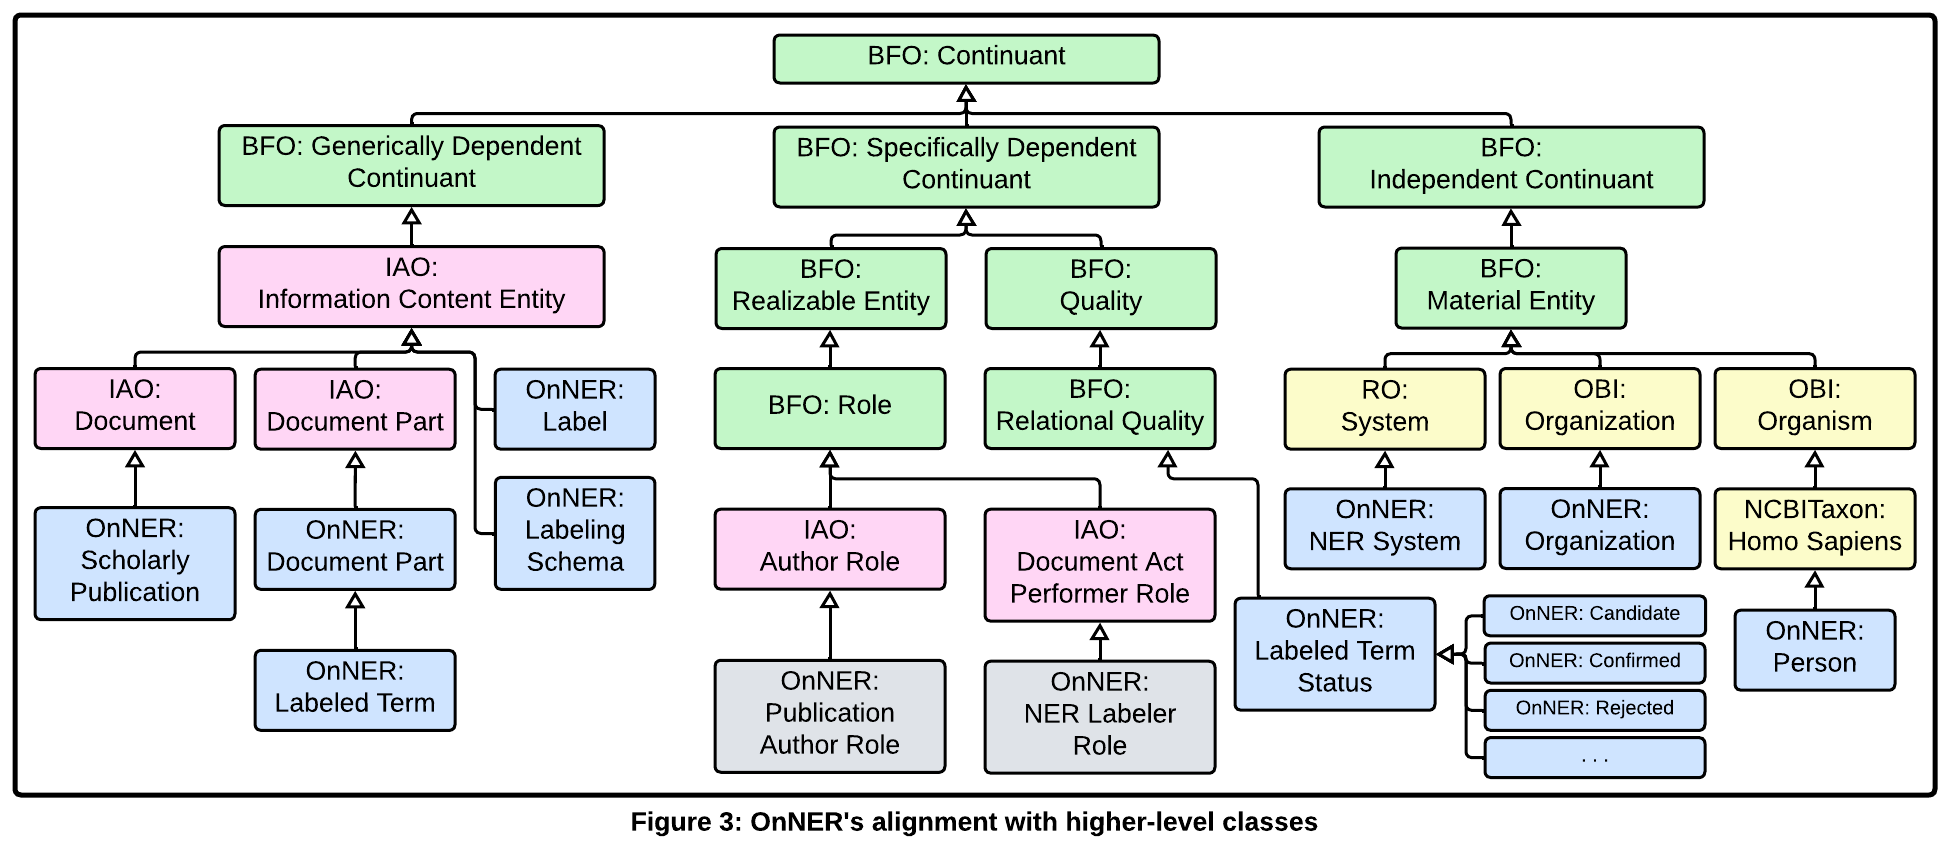 BFO: Continuant
BFO: Generically Dependent
Continuant
BFO: Specifically Dependent
Continuant
BFO:
Independent Continuant
IAO:
Information Content Entity
BFO:
Realizable Entity
BFO:
Quality
BFO:
Material Entity
IAO:
Document
IAO:
Document Part
OnNER:
Label
BFO: Role
BFO:
Relational Quality
RO:
System
OBI:
Organization
OBI:
Organism
OnNER:
Scholarly
Publication
OnNER:
Document Part
OnNER:
Labeling
Schema
IAO:
Author Role
IAO:
Document Act
Performer Role
OnNER:
NER System
OnNER:
Organization
NCBITaxon:
Homo Sapiens
OnNER:
Labeled Term
OnNER:
Publication
Author Role
OnNER:
NER Labeler
Role
OnNER:
Labeled Term
Status
OnNER: Candidate
OnNER: Confirmed
OnNER: Rejected
. . .
OnNER:
Person
Figure 3: OnNER's alignment with higher-level classes